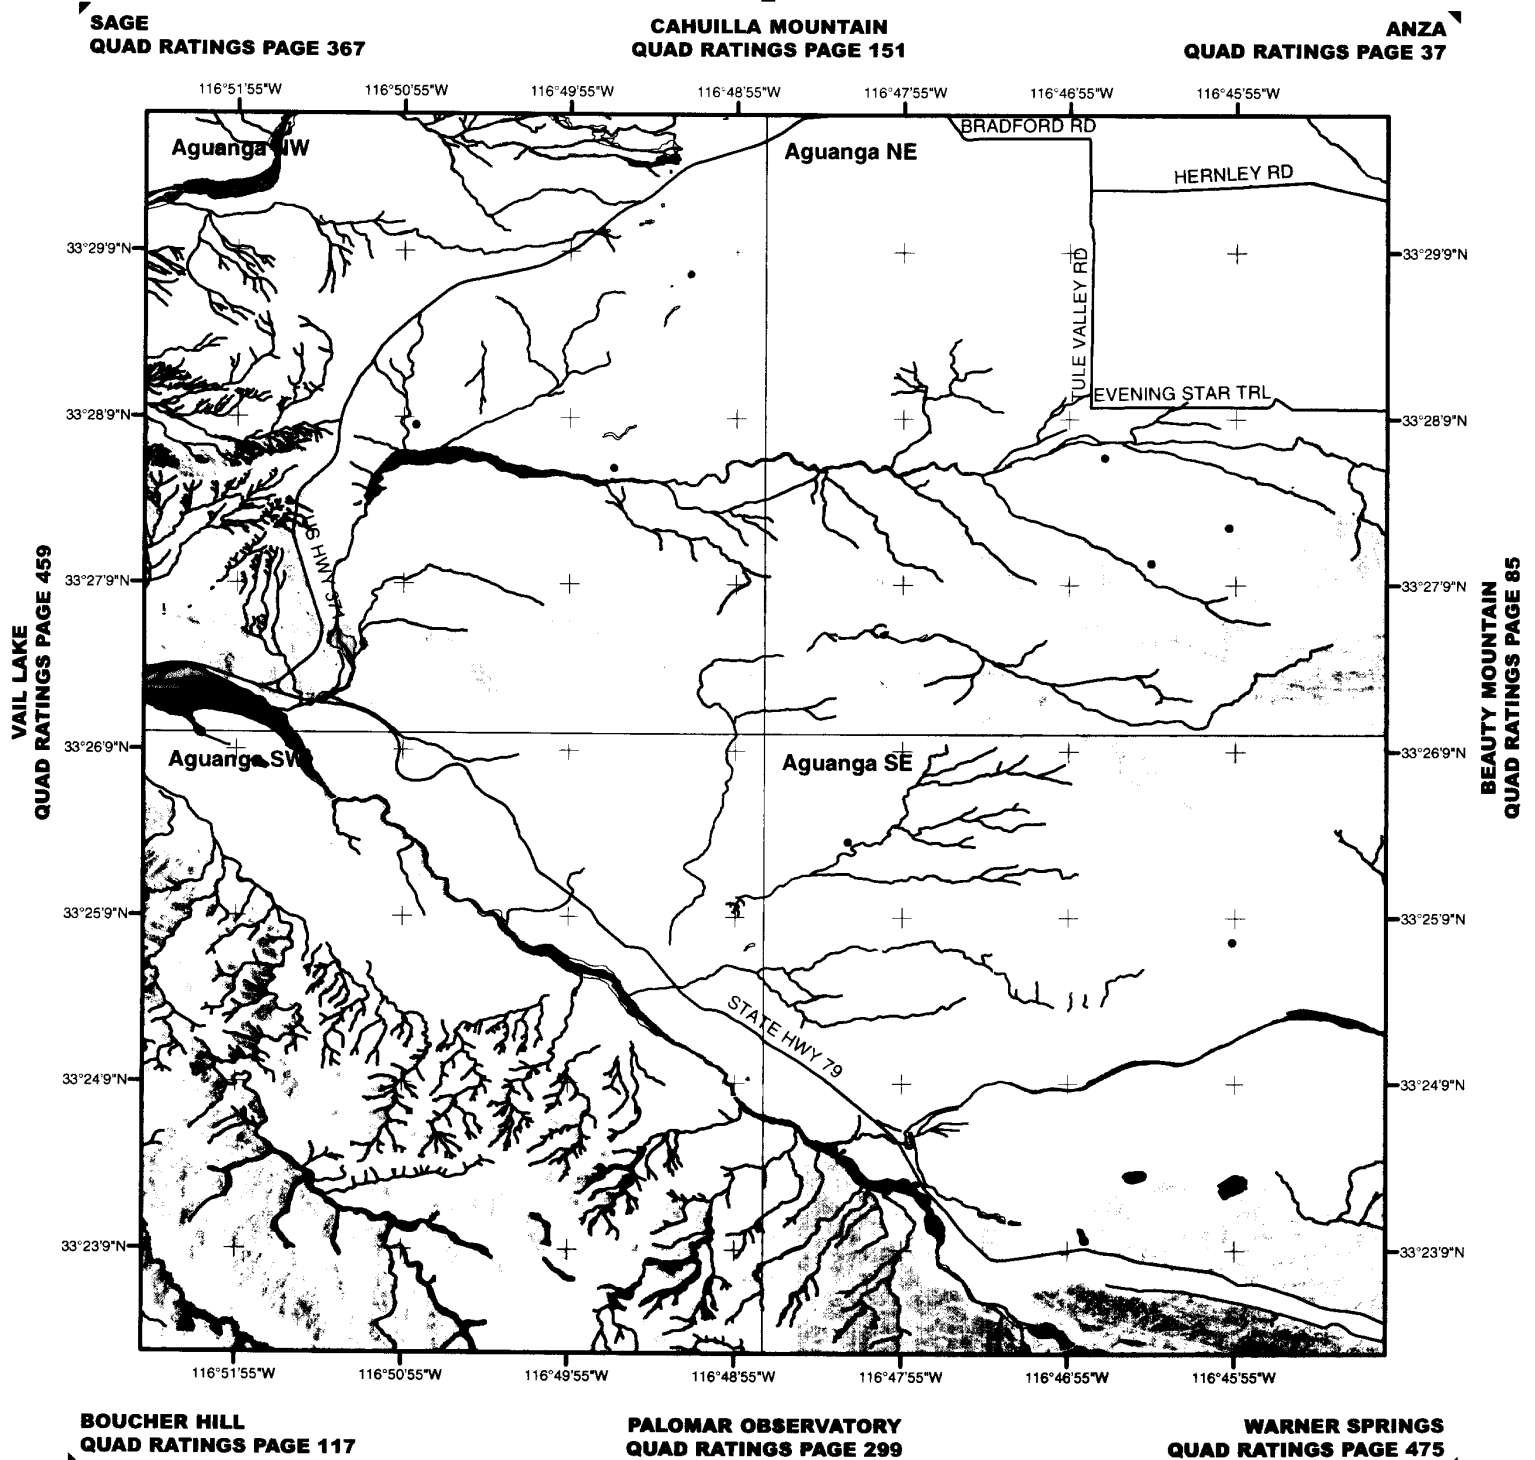 SAGE
QUAD RATINGS PAGE 367
CAHUILLA MOUNTAIN
QUAD RATINGS PAGE 151
ANZA
QUAD RATINGS PAGE 37
116°51'55"W
116°50'55"W
116°49'55"W
116°48'55"W
116°47'55"W
116°46'55"W
116°45'55"W
Aguanga NW
Aguanga NE
BRADFORD RD
HERNLEY RD
33°29'9"N
33°29'9"N
TULE VALLEY RD
EVENING STAR TRL
33°28'9"N
33°28'9"N
US HWY 371
33°27'9"N
33°27'9"N
VAIL LAKE
QUAD RATINGS PAGE 459
BEAUTY MOUNTAIN
QUAD RATINGS PAGE 85
33°26'9"N
33°26'9"N
Aguanga SW
Aguanga SE
33°25'9"N
33°25'9"N
STATE HWY 79
33°24'9"N
33°24'9"N
33°23'9"N
33°23'9"N
116°51'55"W
116°50'55"W
116°49'55"W
116°48'55"W
116°47'55"W
116°46'55"W
116°45'55"W
BOUCHER HILL
QUAD RATINGS PAGE 117
PALOMAR OBSERVATORY
QUAD RATINGS PAGE 299
WARNER SPRINGS
QUAD RATINGS PAGE 475